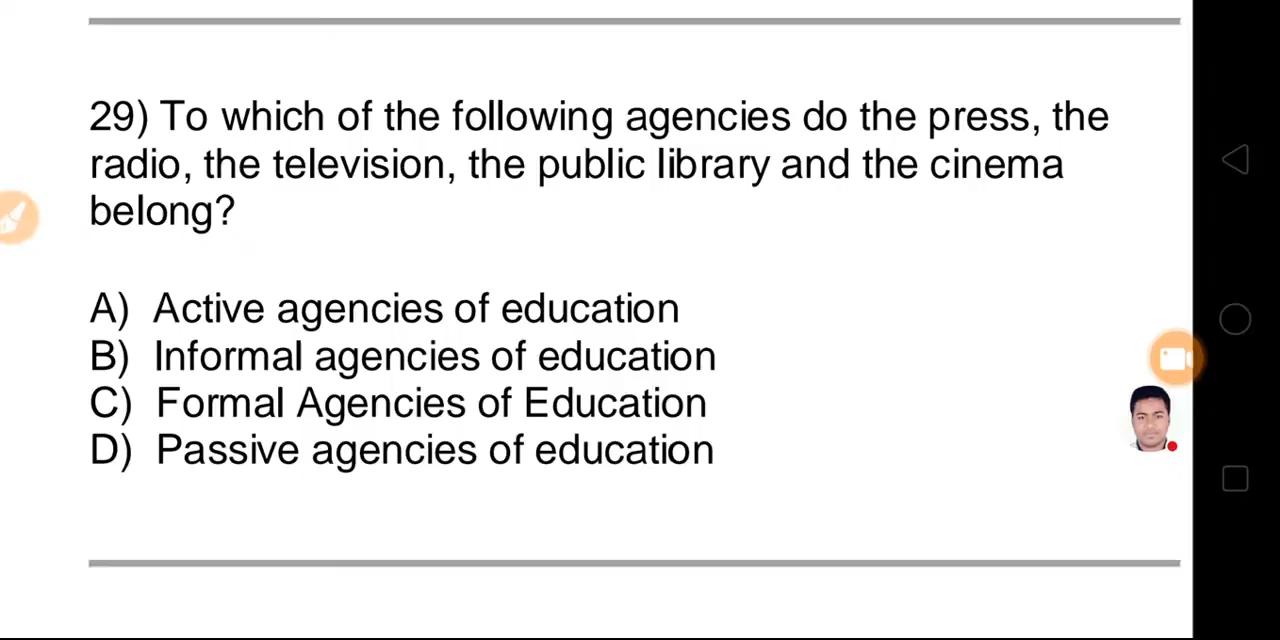 29) To which of the following agencies do the press, the
radio, the television, the public library and the cinema
belong?
A) Active agencies of education
B) Informal agencies of education
C) Formal Agencies of Education
D) Passive agencies of education